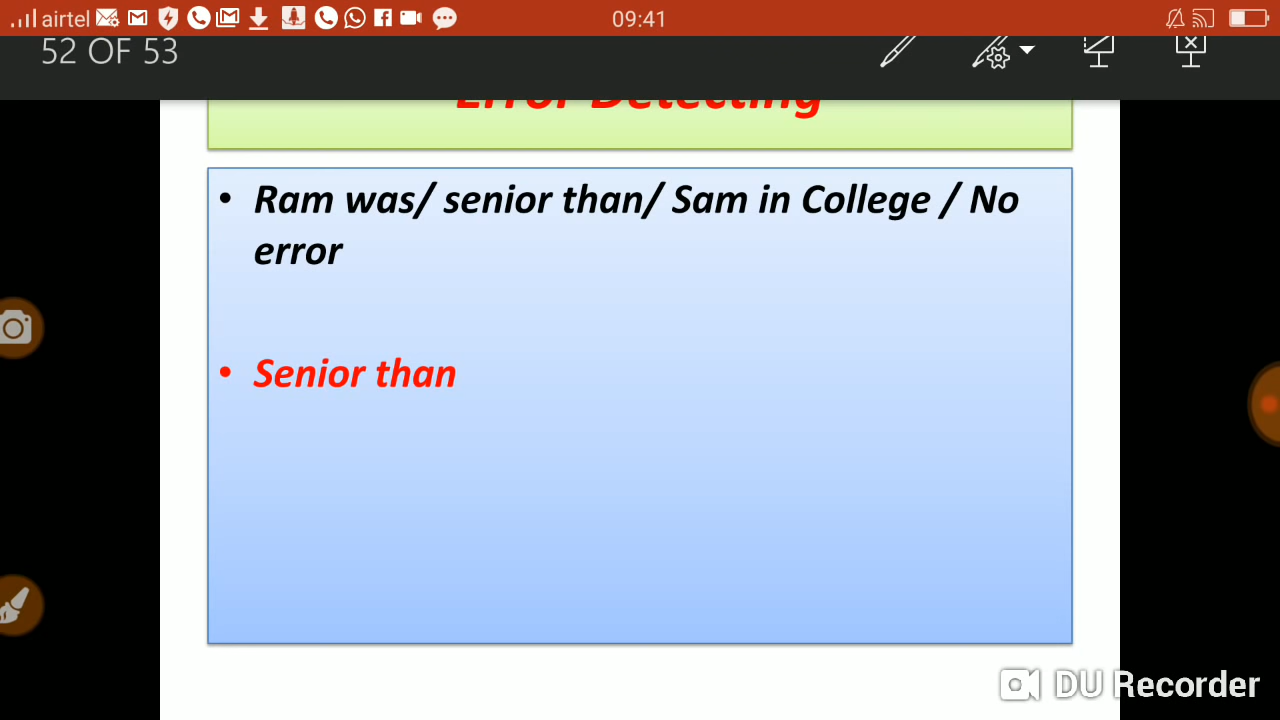 airtel 09:41
52 OF 53
Error Detecting
• Ram was/ senior than/ Sam in College / No
error
• Senior than
DU Recorder